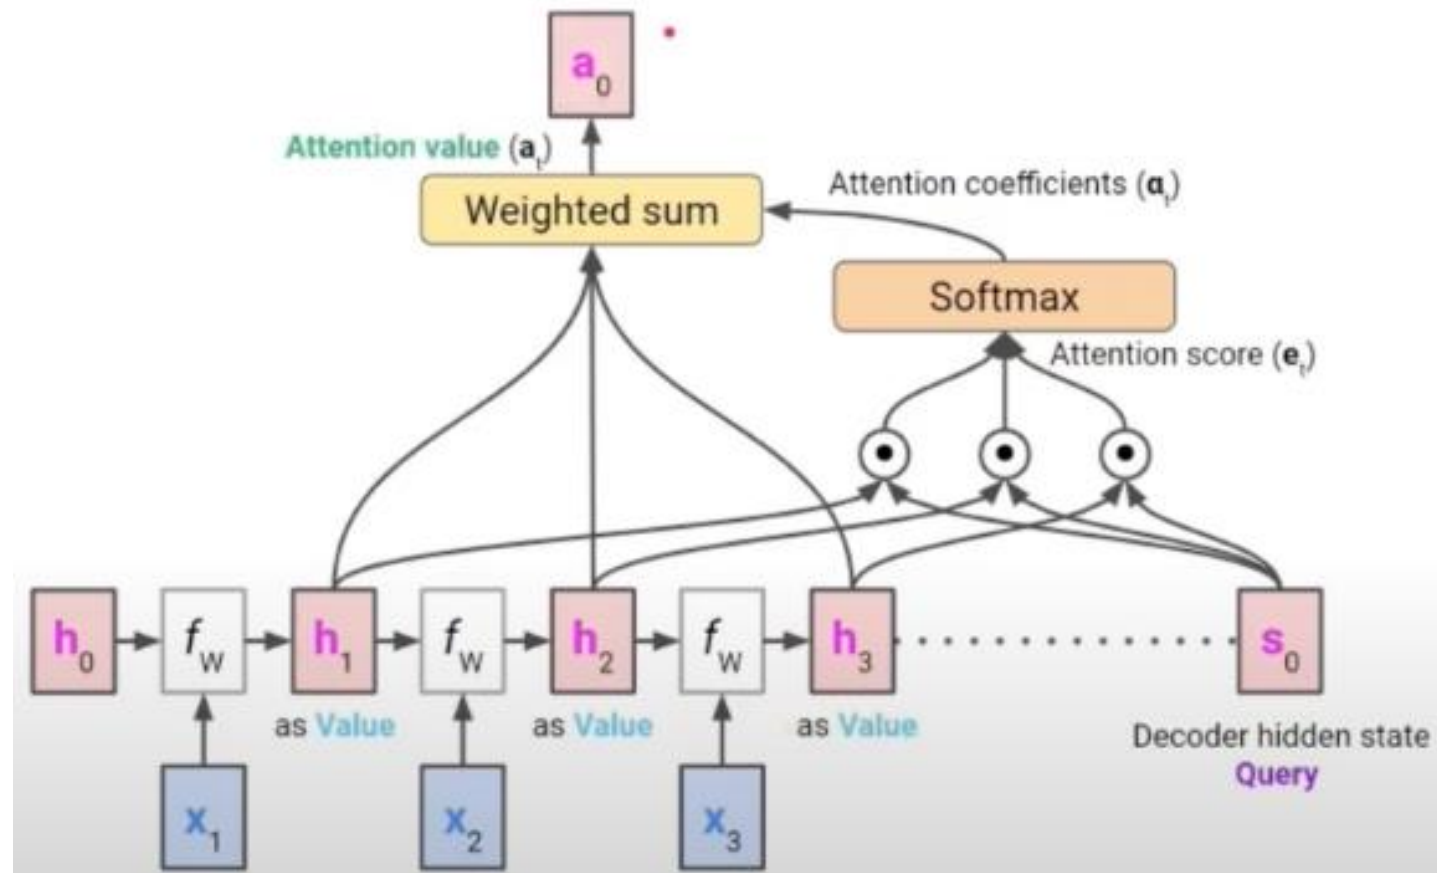 a0
Attention value (at)
Weighted sum
Attention coefficients (αt)
Softmax
Attention score (et)
h0 fW h1 fW h2 fW h3 s0
as Value as Value as Value
Decoder hidden state
Query
x1 x2 x3